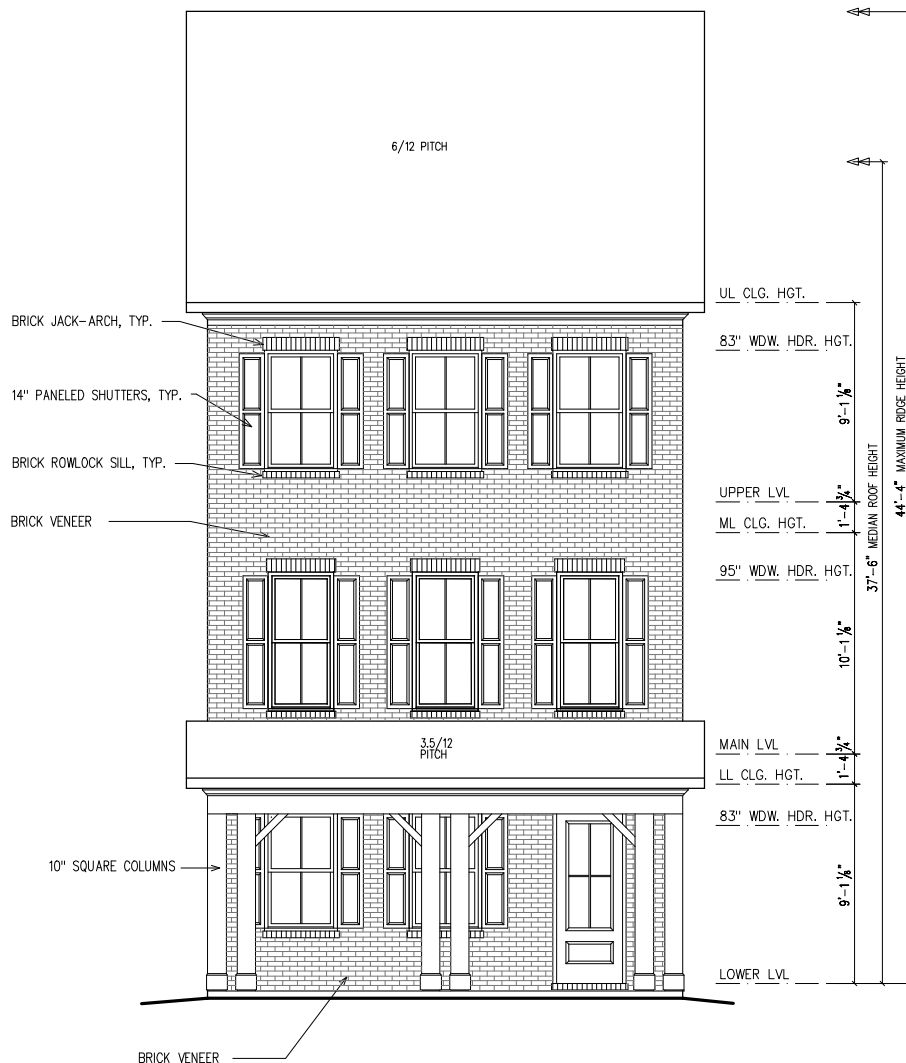 6/12 PITCH
UL CLG. HGT.
BRICK JACK-ARCH, TYP.
83" WDW. HDR. HGT.
14" PANELED SHUTTERS, TYP.
9'-1 1/8"
BRICK ROWLOCK SILL, TYP.
UPPER LVL
1'-4 3/4"
BRICK VENEER
ML CLG. HGT.
37'-6" MEDIAN ROOF HEIGHT
44'-4" MAXIMUM RIDGE HEIGHT
95" WDW. HDR. HGT.
10'-1 1/8"
3.5/12
PITCH
MAIN LVL
1'-4 3/4"
LL CLG. HGT.
83" WDW. HDR. HGT.
10" SQUARE COLUMNS
9'-1 1/8"
LOWER LVL
BRICK VENEER